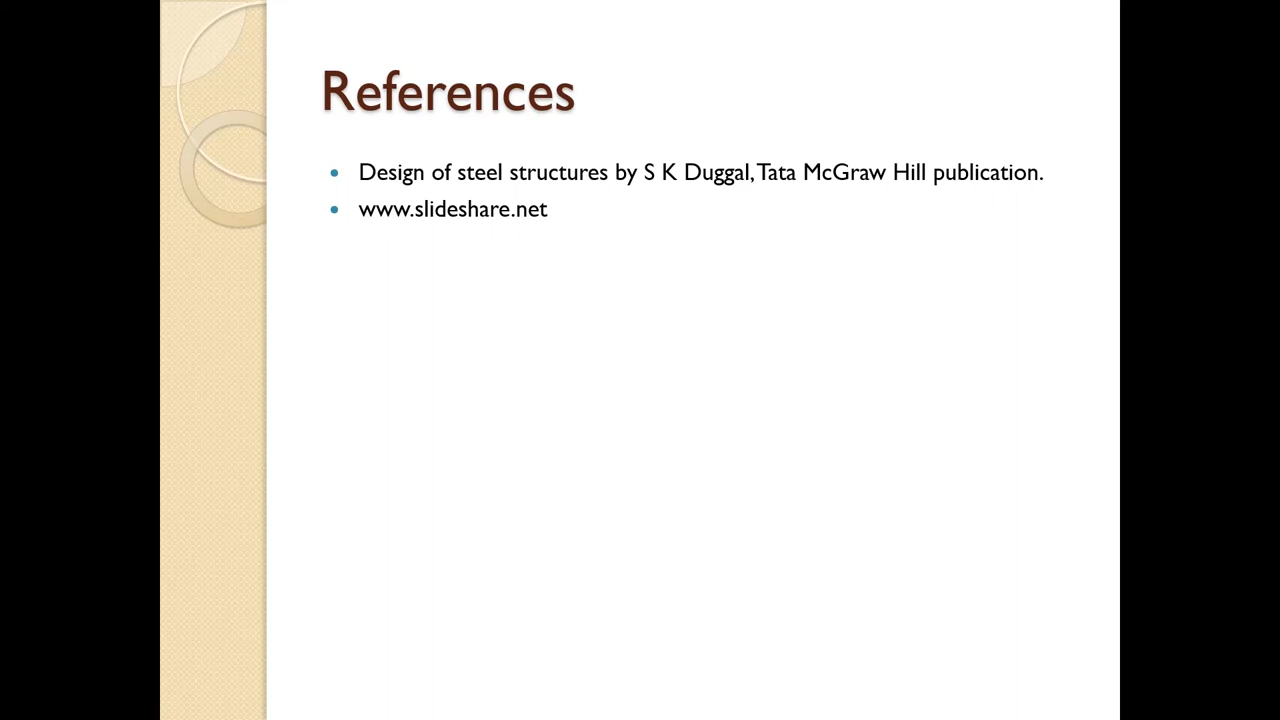 References
• Design of steel structures by S K Duggal, Tata McGraw Hill publication.
• www.slideshare.net